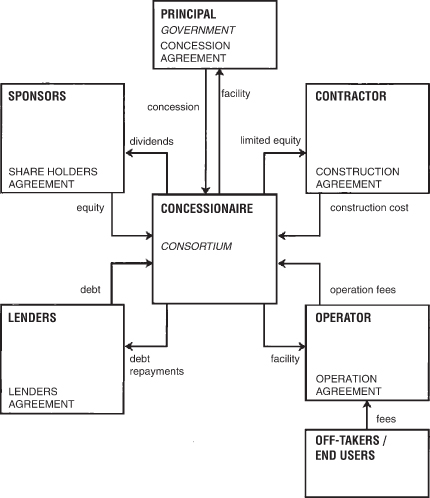 PRINCIPAL
GOVERNMENT
CONCESSION
AGREEMENT
concession
facility
SPONSORS
SHARE HOLDERS
AGREEMENT
dividends
limited equity
CONTRACTOR
CONSTRUCTION
AGREEMENT
equity
CONCESSIONAIRE
CONSORTIUM
construction cost
debt
operation fees
LENDERS
LENDERS
AGREEMENT
debt
repayments
facility
OPERATOR
OPERATION
AGREEMENT
fees
OFF-TAKERS /
END USERS